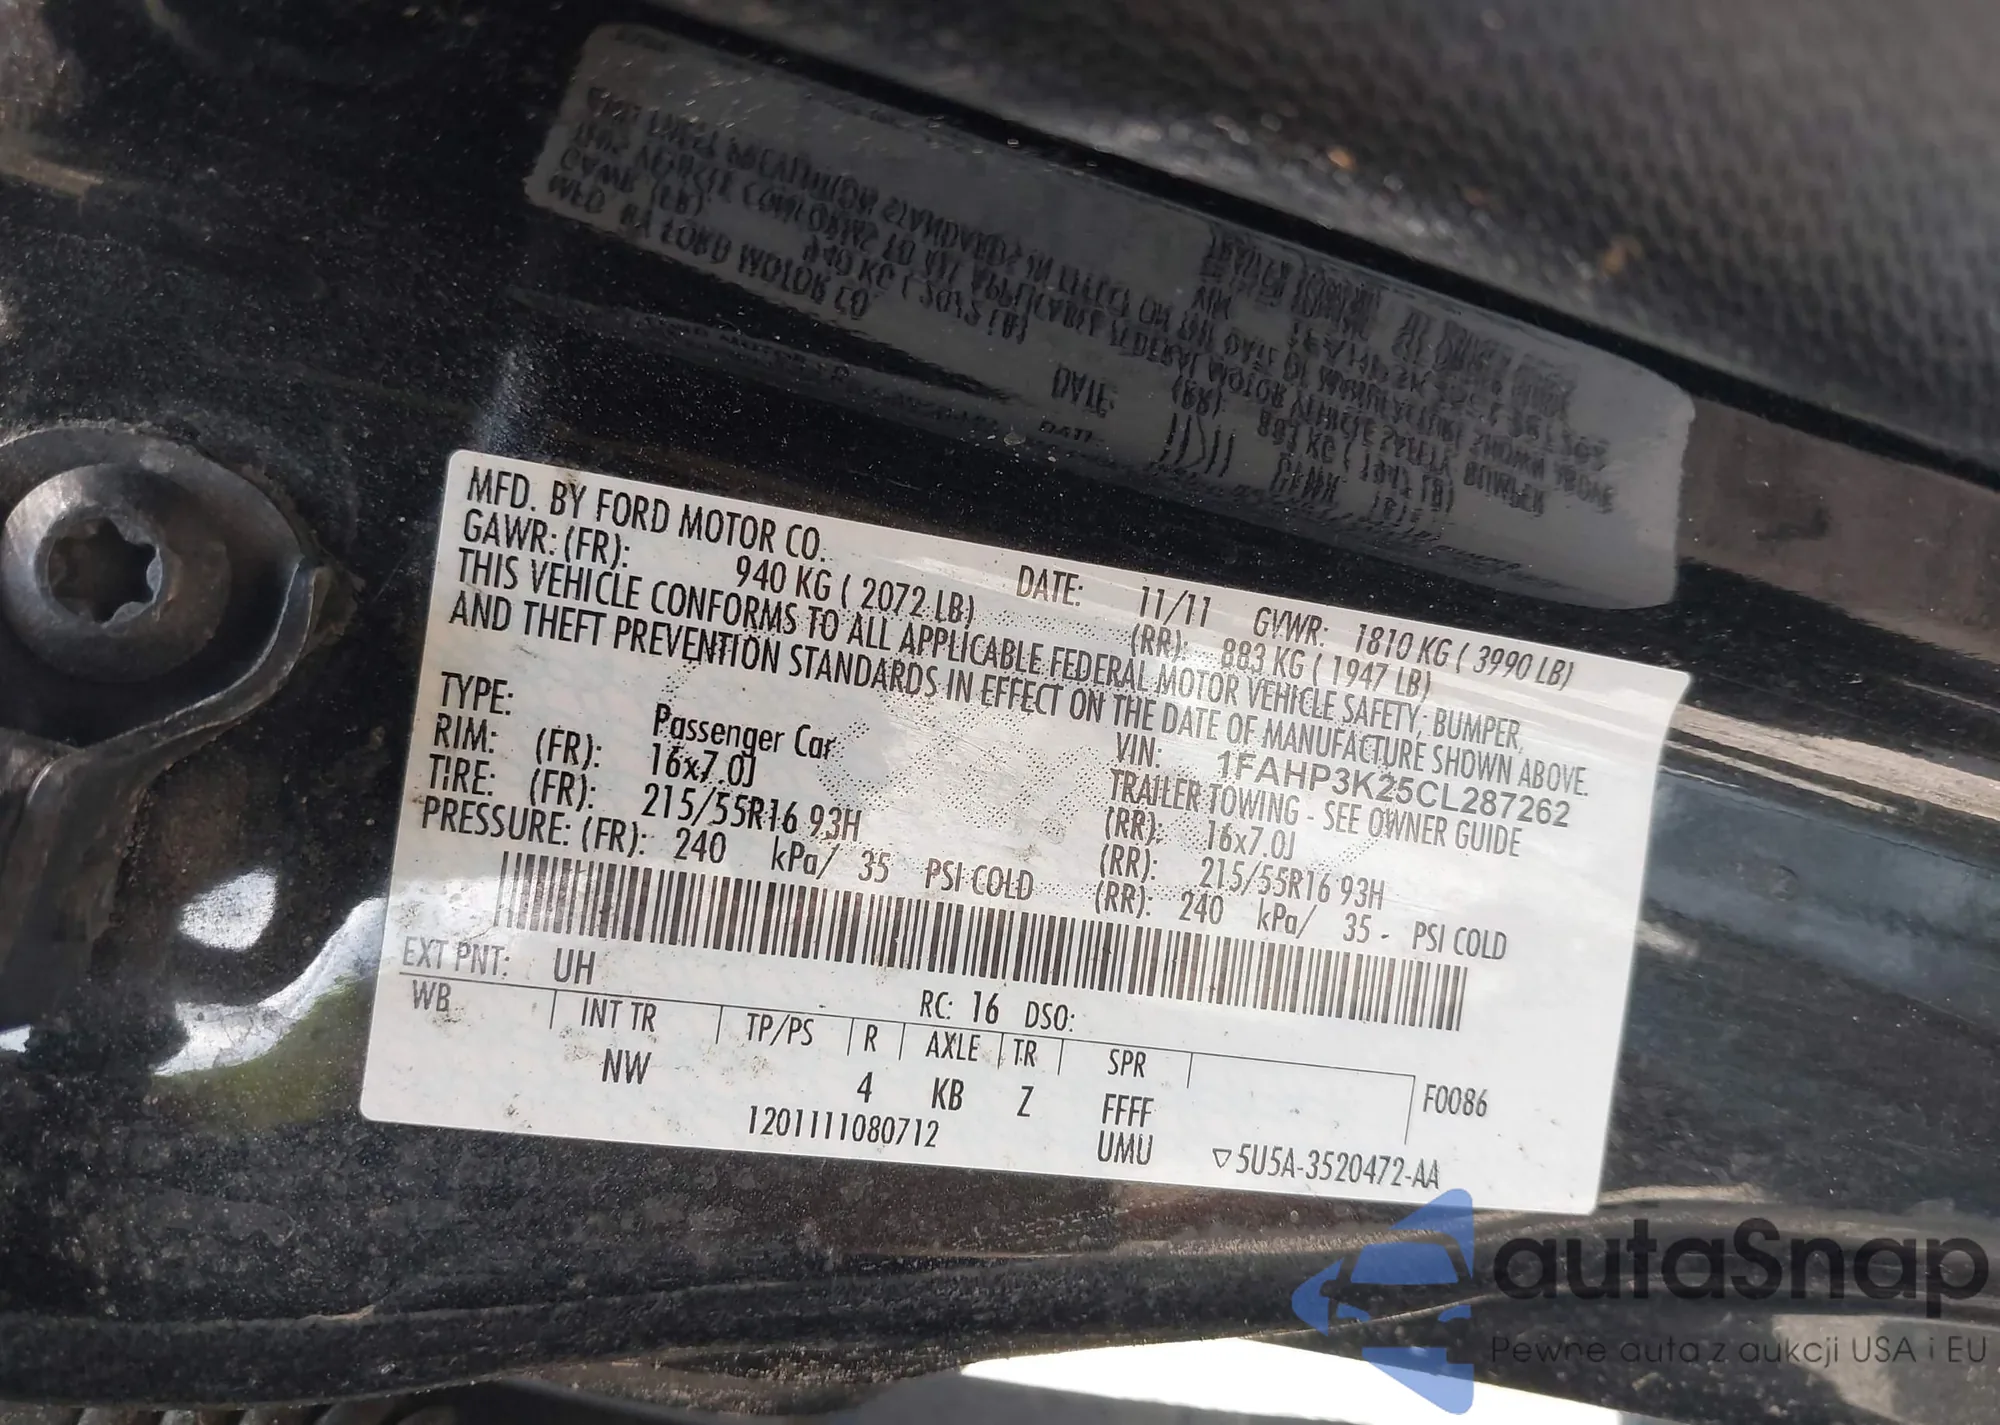 MFD. BY FORD MOTOR CO.
DATE: 11/11 GVWR: 1810 KG ( 3990 LB)
GAWR: (FR): 940 KG ( 2072 LB) (RR): 883 KG ( 1947 LB)
THIS VEHICLE CONFORMS TO ALL APPLICABLE FEDERAL MOTOR VEHICLE SAFETY, BUMPER,
AND THEFT PREVENTION STANDARDS IN EFFECT ON THE DATE OF MANUFACTURE SHOWN ABOVE.
VIN: 1FAHP3K25CL287262
TYPE: Passenger Car TRAILER TOWING - SEE OWNER GUIDE
RIM: (FR): 16x7.0J (RR): 16x7.0J
TIRE: (FR): 215/55R16 93H (RR): 215/55R16 93H
PRESSURE: (FR): 240 kPa/ 35 PSI COLD (RR): 240 kPa/ 35 - PSI COLD
EXT PNT: UH RC: 16 DSO:
WB INT TR TP/PS R AXLE TR SPR
NW 4 KB Z FFFF F0086
1201111080712 UMU ▽5U5A-3520472-AA
autaSnap
Pewne auta z aukcji USA i EU